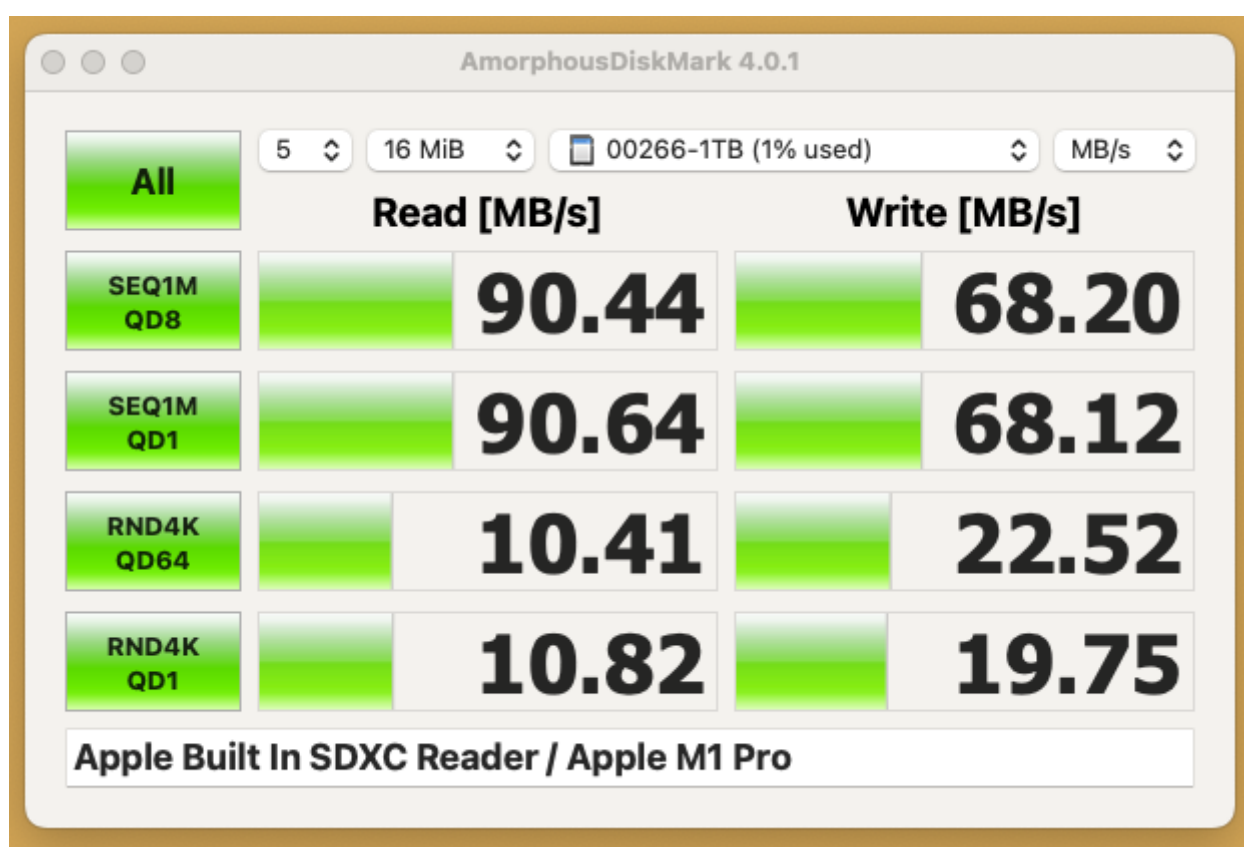 AmorphousDiskMark 4.0.1
All
5 16 MiB 00266-1TB (1% used) MB/s
Read [MB/s] Write [MB/s]
SEQ1M
QD8
90.44 68.20
SEQ1M
QD1
90.64 68.12
RND4K
QD64
10.41 22.52
RND4K
QD1
10.82 19.75
Apple Built In SDXC Reader / Apple M1 Pro